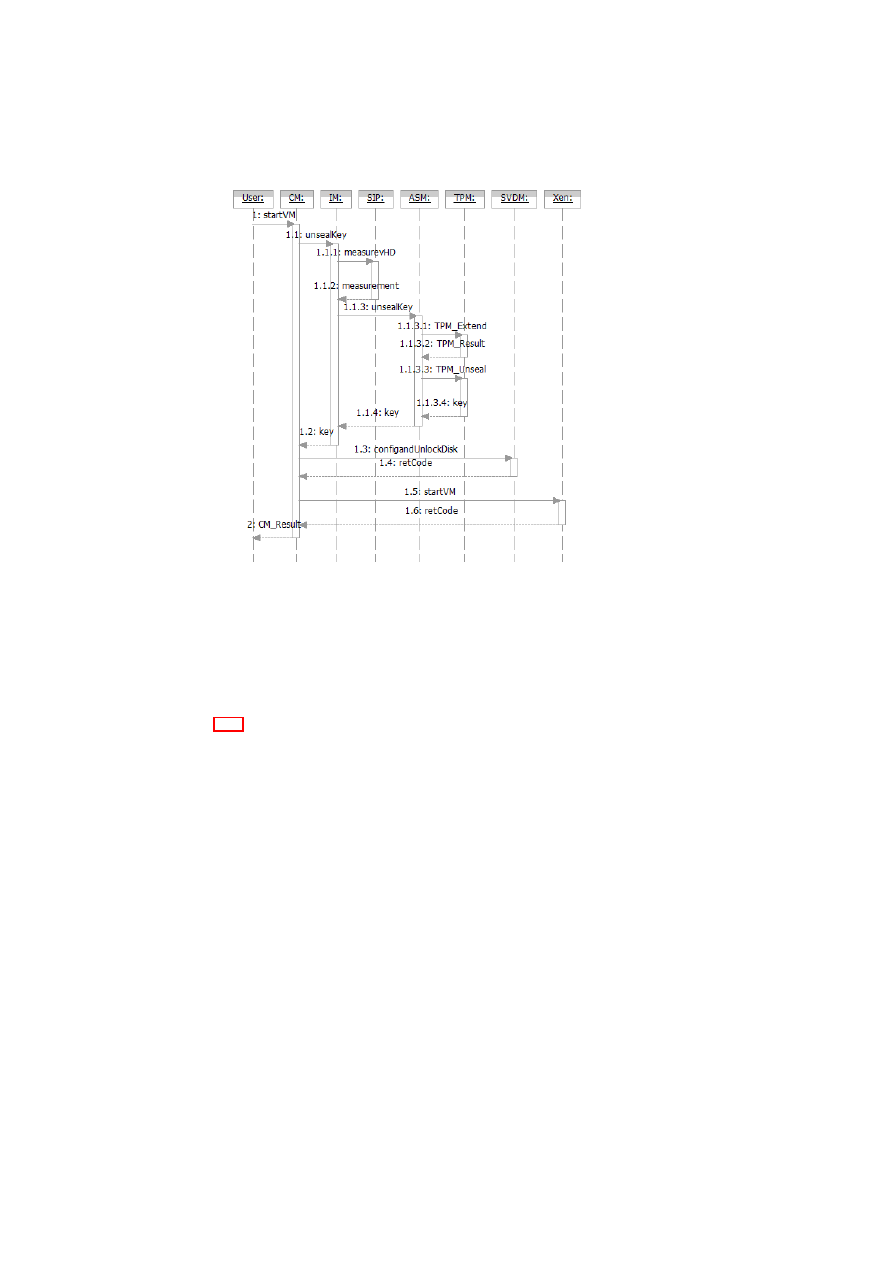 User: CM: IM: SIP: ASM: TPM: SVDM: Xen:
1: startVM
1.1: unsealKey
1.1.1: measurevHD
1.1.2: measurement
1.1.3: unsealKey
1.1.3.1: TPM_Extend
1.1.3.2: TPM_Result
1.1.3.3: TPM_Unseal
1.1.3.4: key
1.1.4: key
1.2: key
1.3: configandUnlockDisk
1.4: retCode
1.5: startVM
1.6: retCode
2: CM_Result